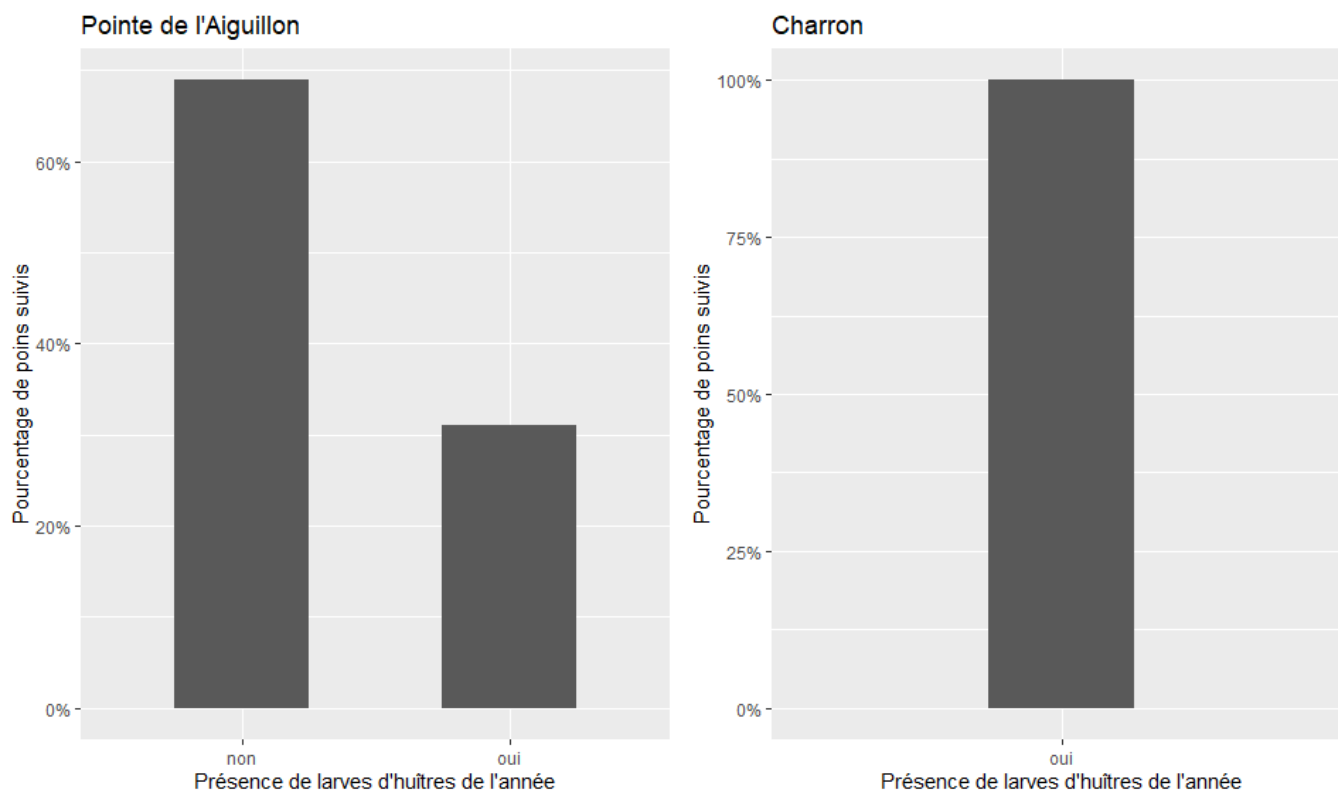 Pointe de l'Aiguillon
Pourcentage de poins suivis
60%
40%
20%
0%
non
oui
Présence de larves d'huîtres de l'année
Charron
Pourcentage de poins suivis
100%
75%
50%
25%
0%
oui
Présence de larves d'huîtres de l'année